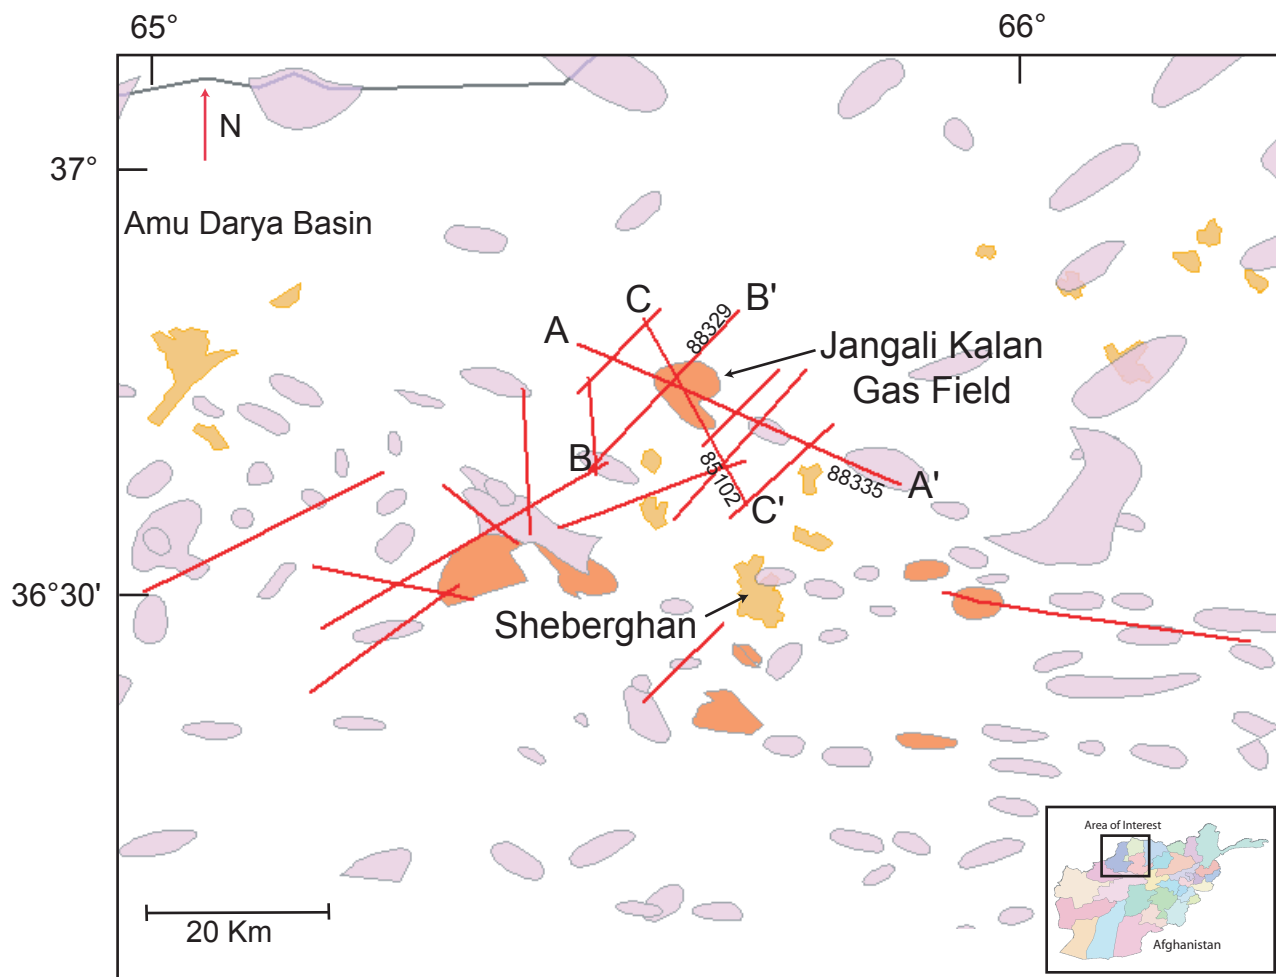 65°
66°
N
37°
Amu Darya Basin
C
B'
88329
A
Jangali Kalan
Gas Field
B
85102
88335
A'
C'
36°30'
Sheberghan
Area of Interest
20 Km
Afghanistan